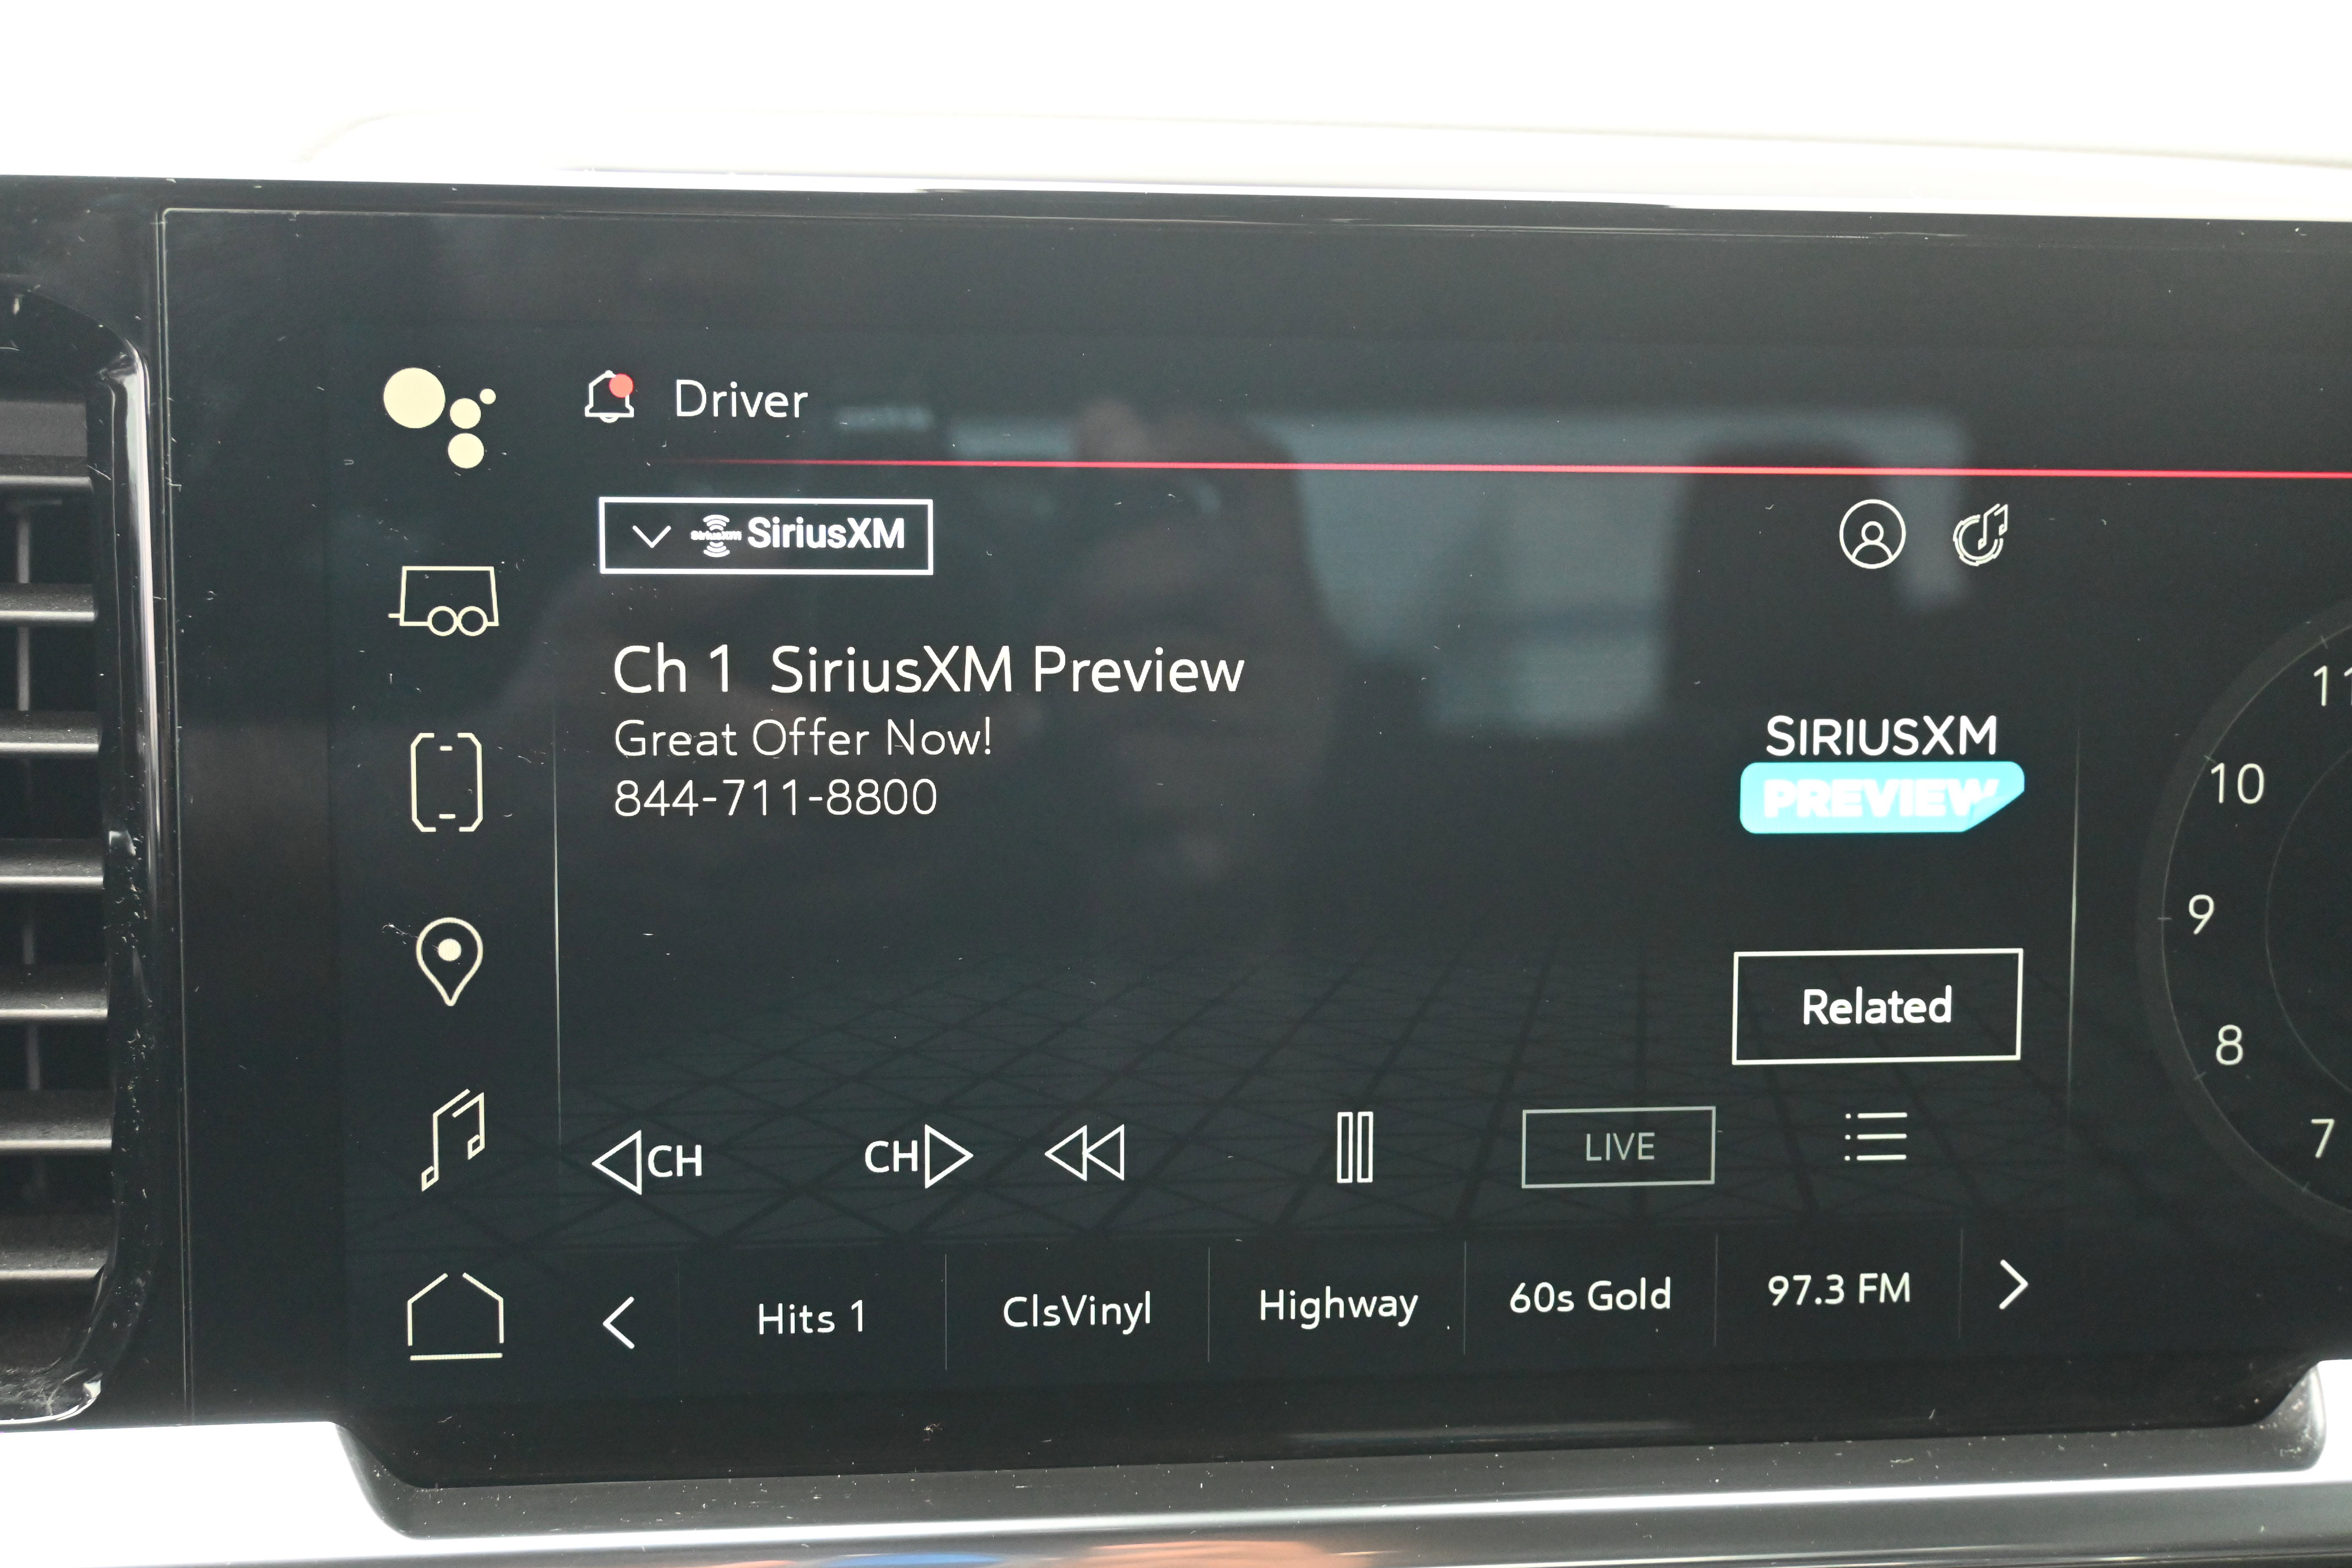 Driver
SiriusXM
Ch 1 SiriusXM Preview
Great Offer Now!
844-711-8800
SIRIUSXM
PREVIEW
Related
CH
CH
LIVE
Hits 1
ClsVinyl
Highway
60s Gold
97.3 FM
11
10
9
8
7